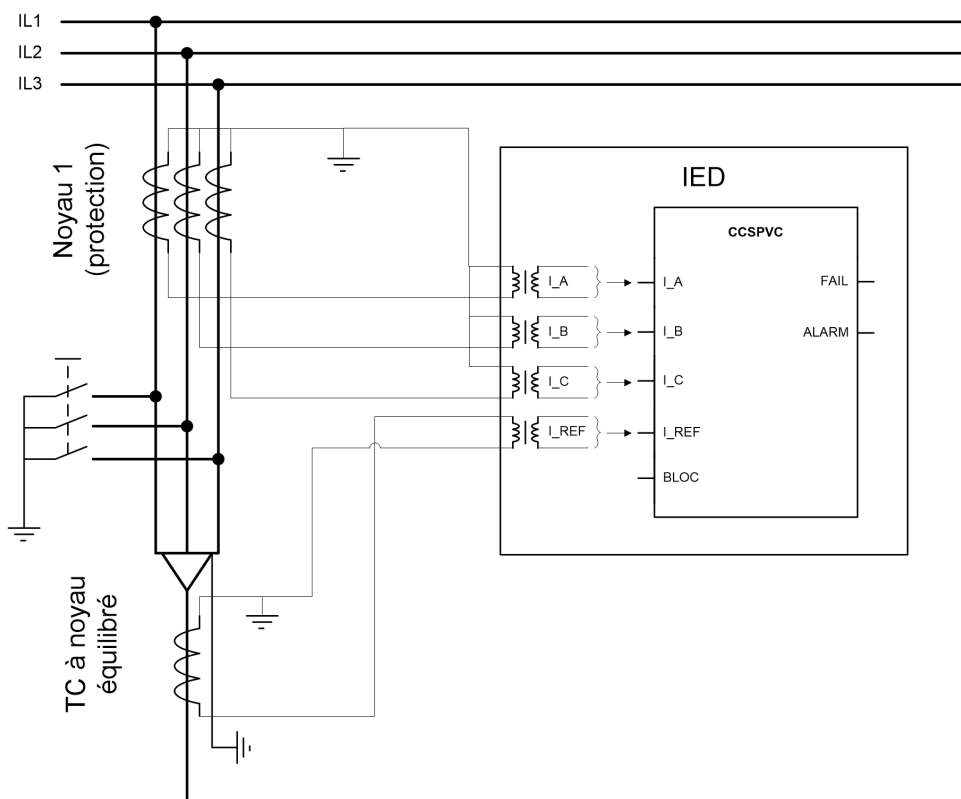 IL1
IL2
IL3
Noyau 1
(protection)
IED
CCSPVC
I_A
I_A
FAIL
I_B
I_B
ALARM
I_C
I_C
I_REF
I_REF
BLOC
TC à noyau
équilibré